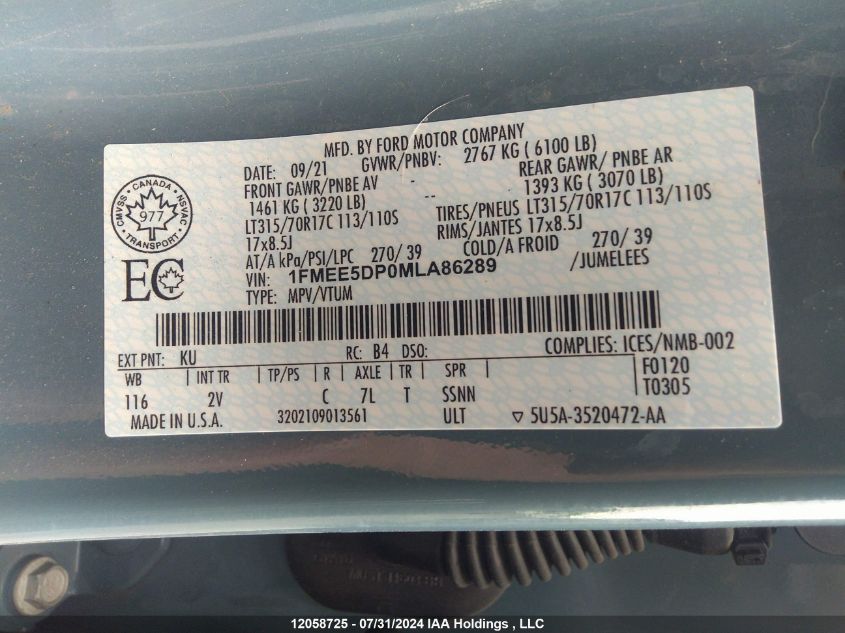 MFD. BY FORD MOTOR COMPANY
DATE: 09/21 GVWR/PNBV: 2767 KG ( 6100 LB)
FRONT GAWR/PNBE AV - REAR GAWR/ PNBE AR
1461 KG ( 3220 LB) -- 1393 KG ( 3070 LB)
LT315/70R17C 113/110S TIRES/PNEUS LT315/70R17C 113/110S
17x8.5J RIMS/JANTES 17x8.5J
AT/A kPa/PSI/LPC 270/ 39 COLD/A FROID 270/ 39
VIN: 1FMEE5DP0MLA86289 /JUMELEES
TYPE: MPV/VTUM
CANADA
CMVSS NSVAC
977
TRANSPORT
EC
EXT PNT: KU RC: B4 DSO: COMPLIES: ICES/NMB-002
WB INT TR TP/PS R AXLE TR SPR F0120
116 2V C 7L T SSNN T0305
MADE IN U.S.A. 3202109013561 ULT ▽ 5U5A-3520472-AA
12058725 - 07/31/2024 IAA Holdings , LLC